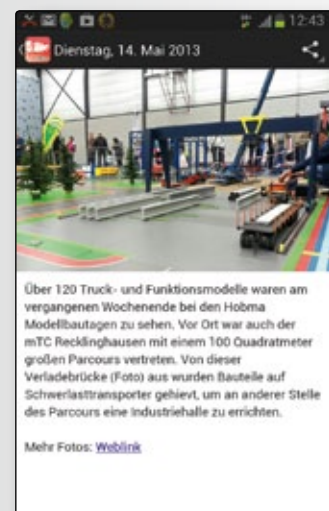 12:43
Dienstag, 14. Mai 2013
Über 120 Truck- und Funktionsmodelle waren am
vergangenen Wochenende bei den Hobma
Modellbautagen zu sehen. Vor Ort war auch der
mTC Recklinghausen mit einem 100 Quadratmeter
großen Parcours vertreten. Von dieser
Verladebrücke (Foto) aus wurden Bauteile auf
Schwerlasttransporter gehievt, um an anderer Stelle
des Parcours eine Industriehalle zu errichten.
Mehr Fotos: Weblink